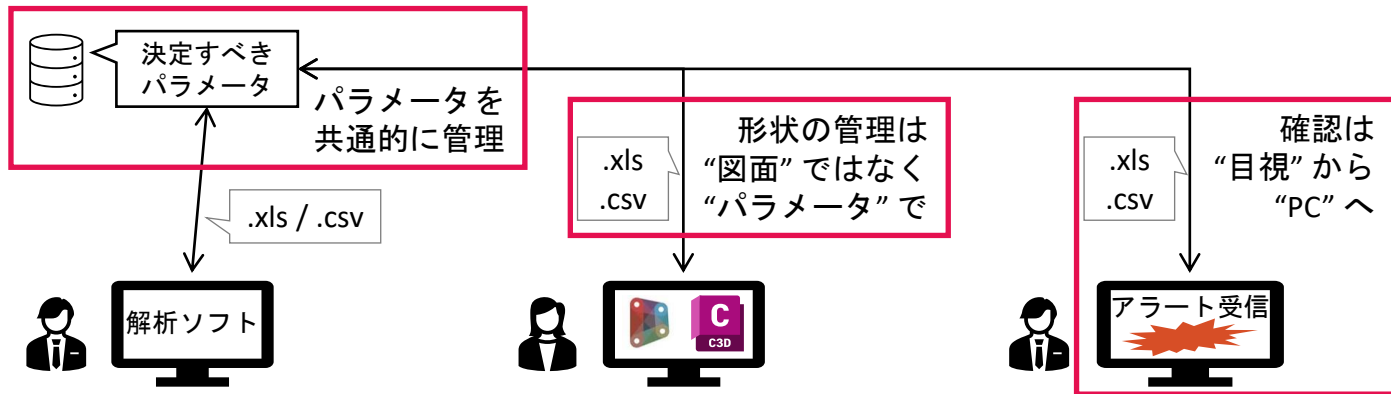 決定すべき
パラメータ
パラメータを
共通的に管理
.xls / .csv
解析ソフト
.xls
.csv
形状の管理は
“図面” ではなく
“パラメータ” で
C
C3D
.xls
.csv
確認は
“目視” から
“PC” へ
アラート受信